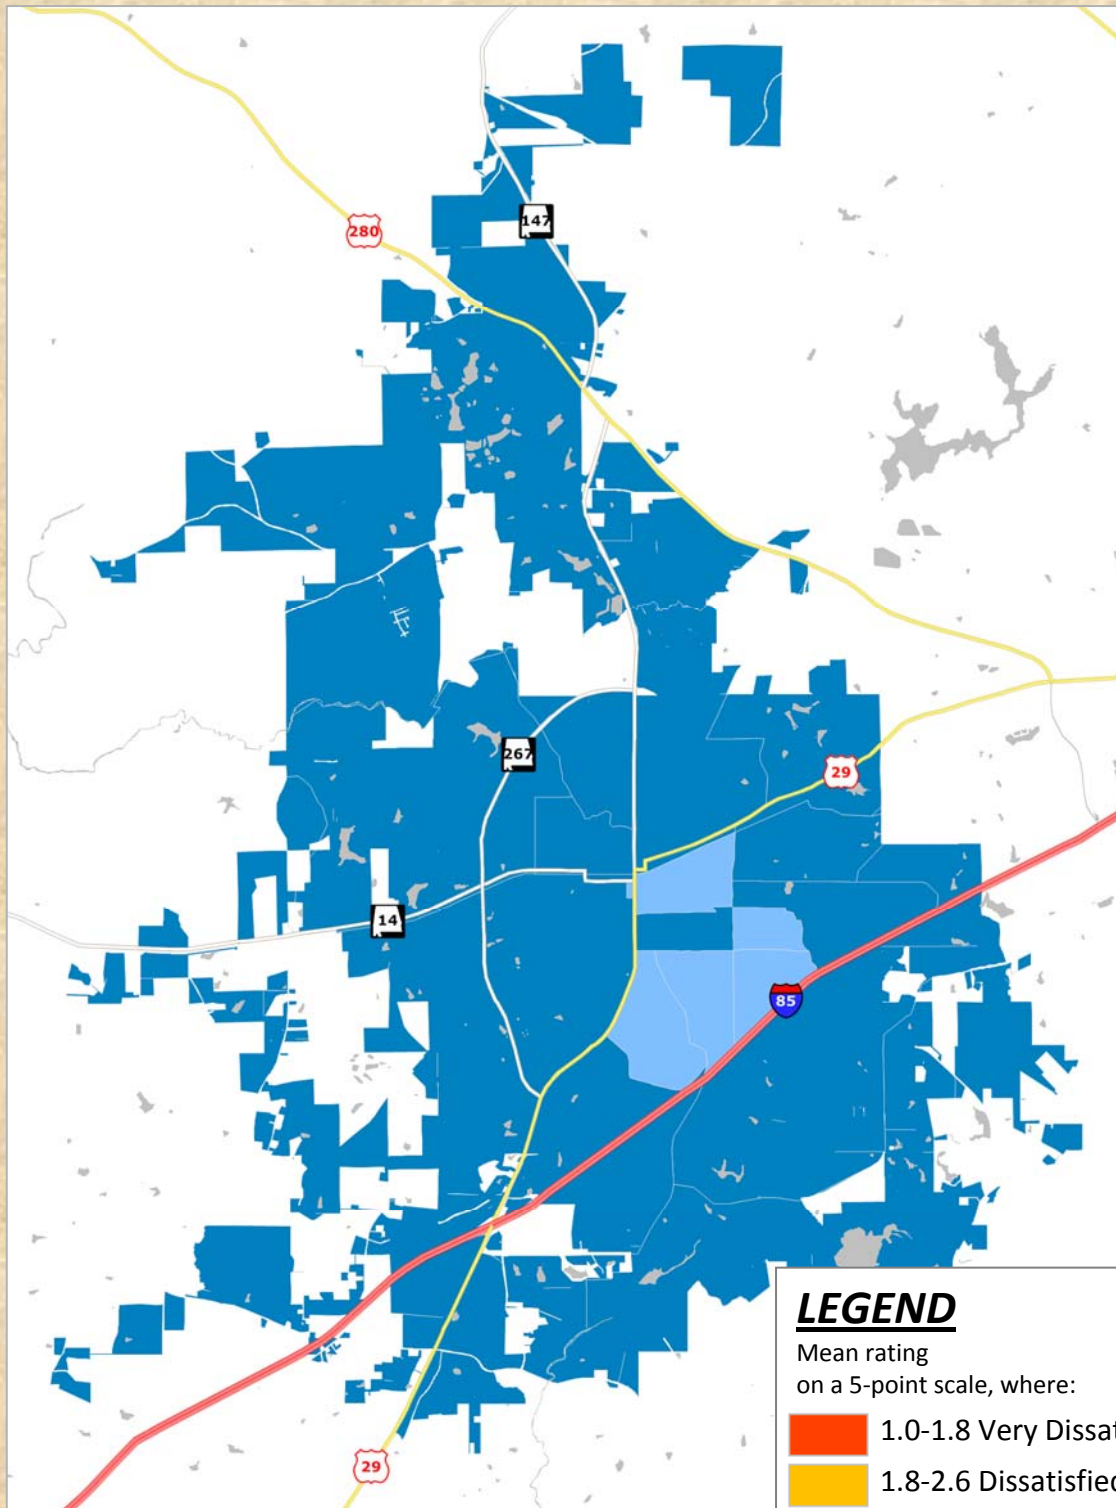 147
280
267
29
14
85
29
LEGEND
Mean rating
on a 5-point scale, where:
1.0-1.8 Very Dissat
1.8-2.6 Dissatisfied